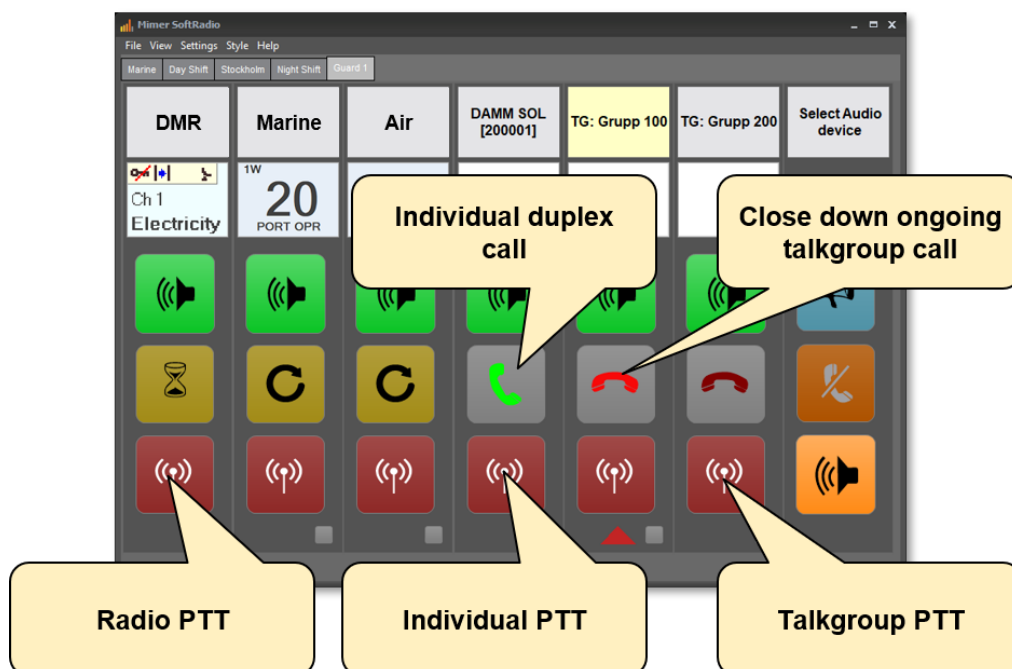 Mimer SoftRadio
File View Settings Style Help
Marine Day Shift Stockholm Night Shift Guard 1
DMR
Marine
Air
DAMM SOL
[200001]
TG: Grupp 100
TG: Grupp 200
Select Audio
device
Ch 1
Electricity
1W
20
PORT OPR
Individual duplex
call
Close down ongoing
talkgroup call
Radio PTT
Individual PTT
Talkgroup PTT